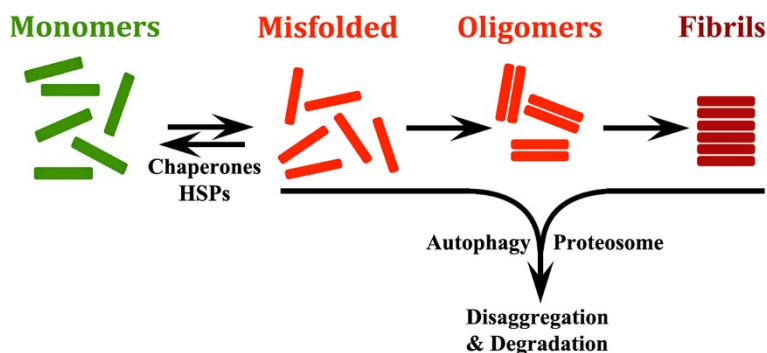 Monomers
Misfolded
Oligomers
Fibrils
Chaperones
HSPs
Autophagy
Proteosome
Disaggregation
& Degradation